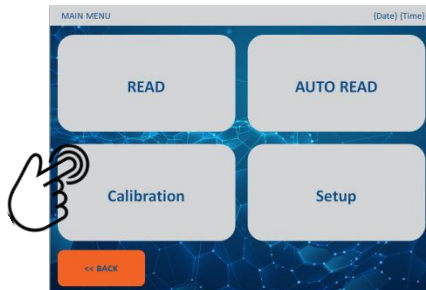 MAIN MENU {Date} {Time}
READ AUTO READ
Calibration Setup
<< BACK